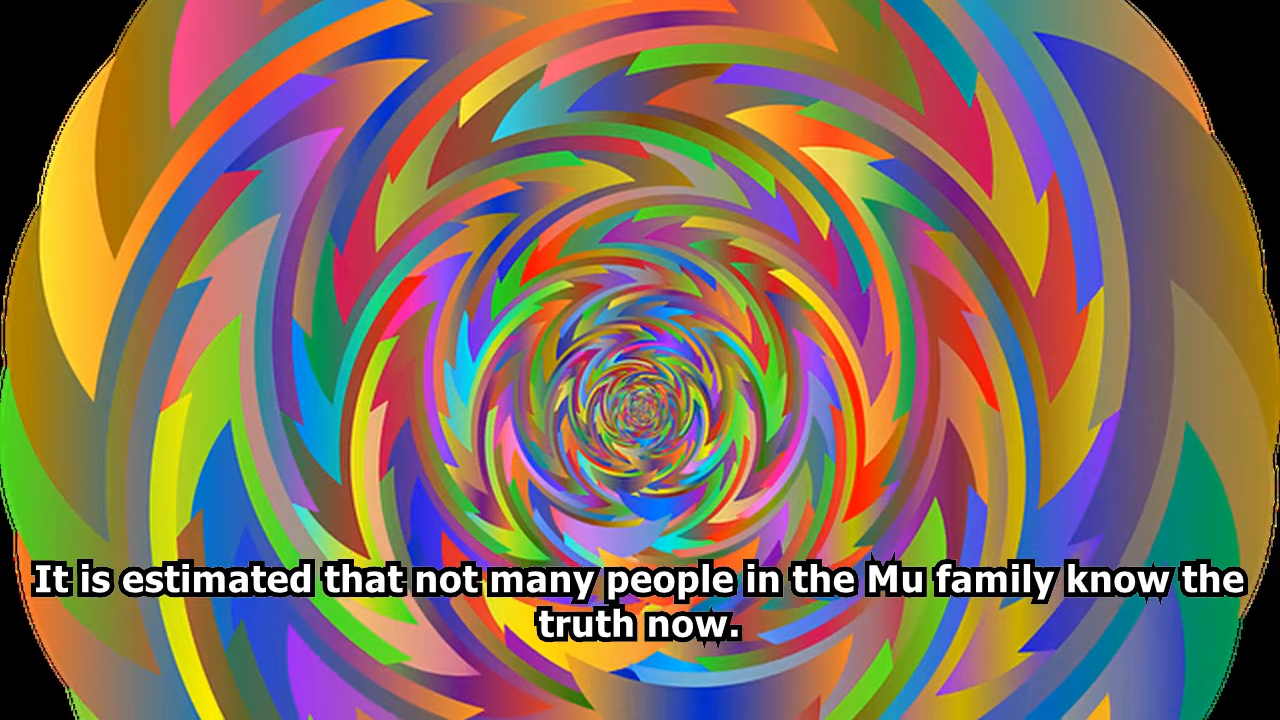 It is estimated that not many people in the Mu family know the
truth now.